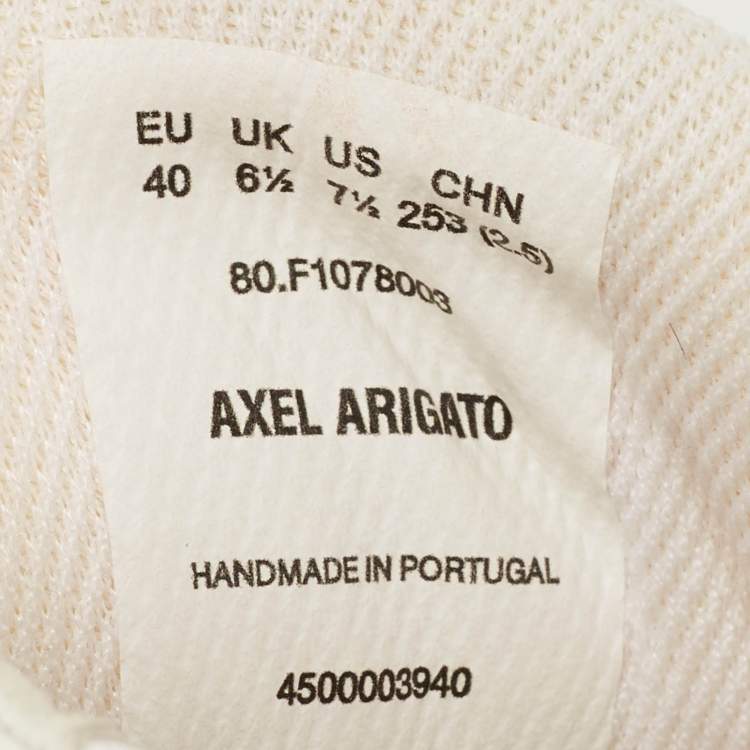 EU UK US CHN
40 6½ 7½ 253 (2.5)
80.F1078003
AXEL ARIGATO
HANDMADE IN PORTUGAL
4500003940